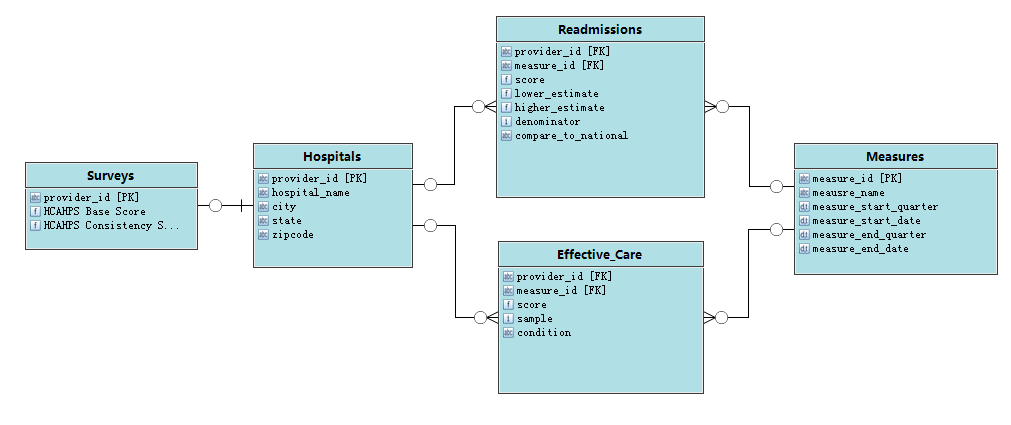 Readmissions
provider_id [FK]
measure_id [FK]
score
lower_estimate
higher_estimate
denominator
compare_to_national
Surveys
provider_id [PK]
HCAHPS Base Score
HCAHPS Consistency S...
Hospitals
provider_id [PK]
hospital_name
city
state
zipcode
Measures
measure_id [PK]
meausre_name
measure_start_quarter
measure_start_date
measure_end_quarter
measure_end_date
Effective_Care
provider_id [FK]
measure_id [FK]
score
sample
condition